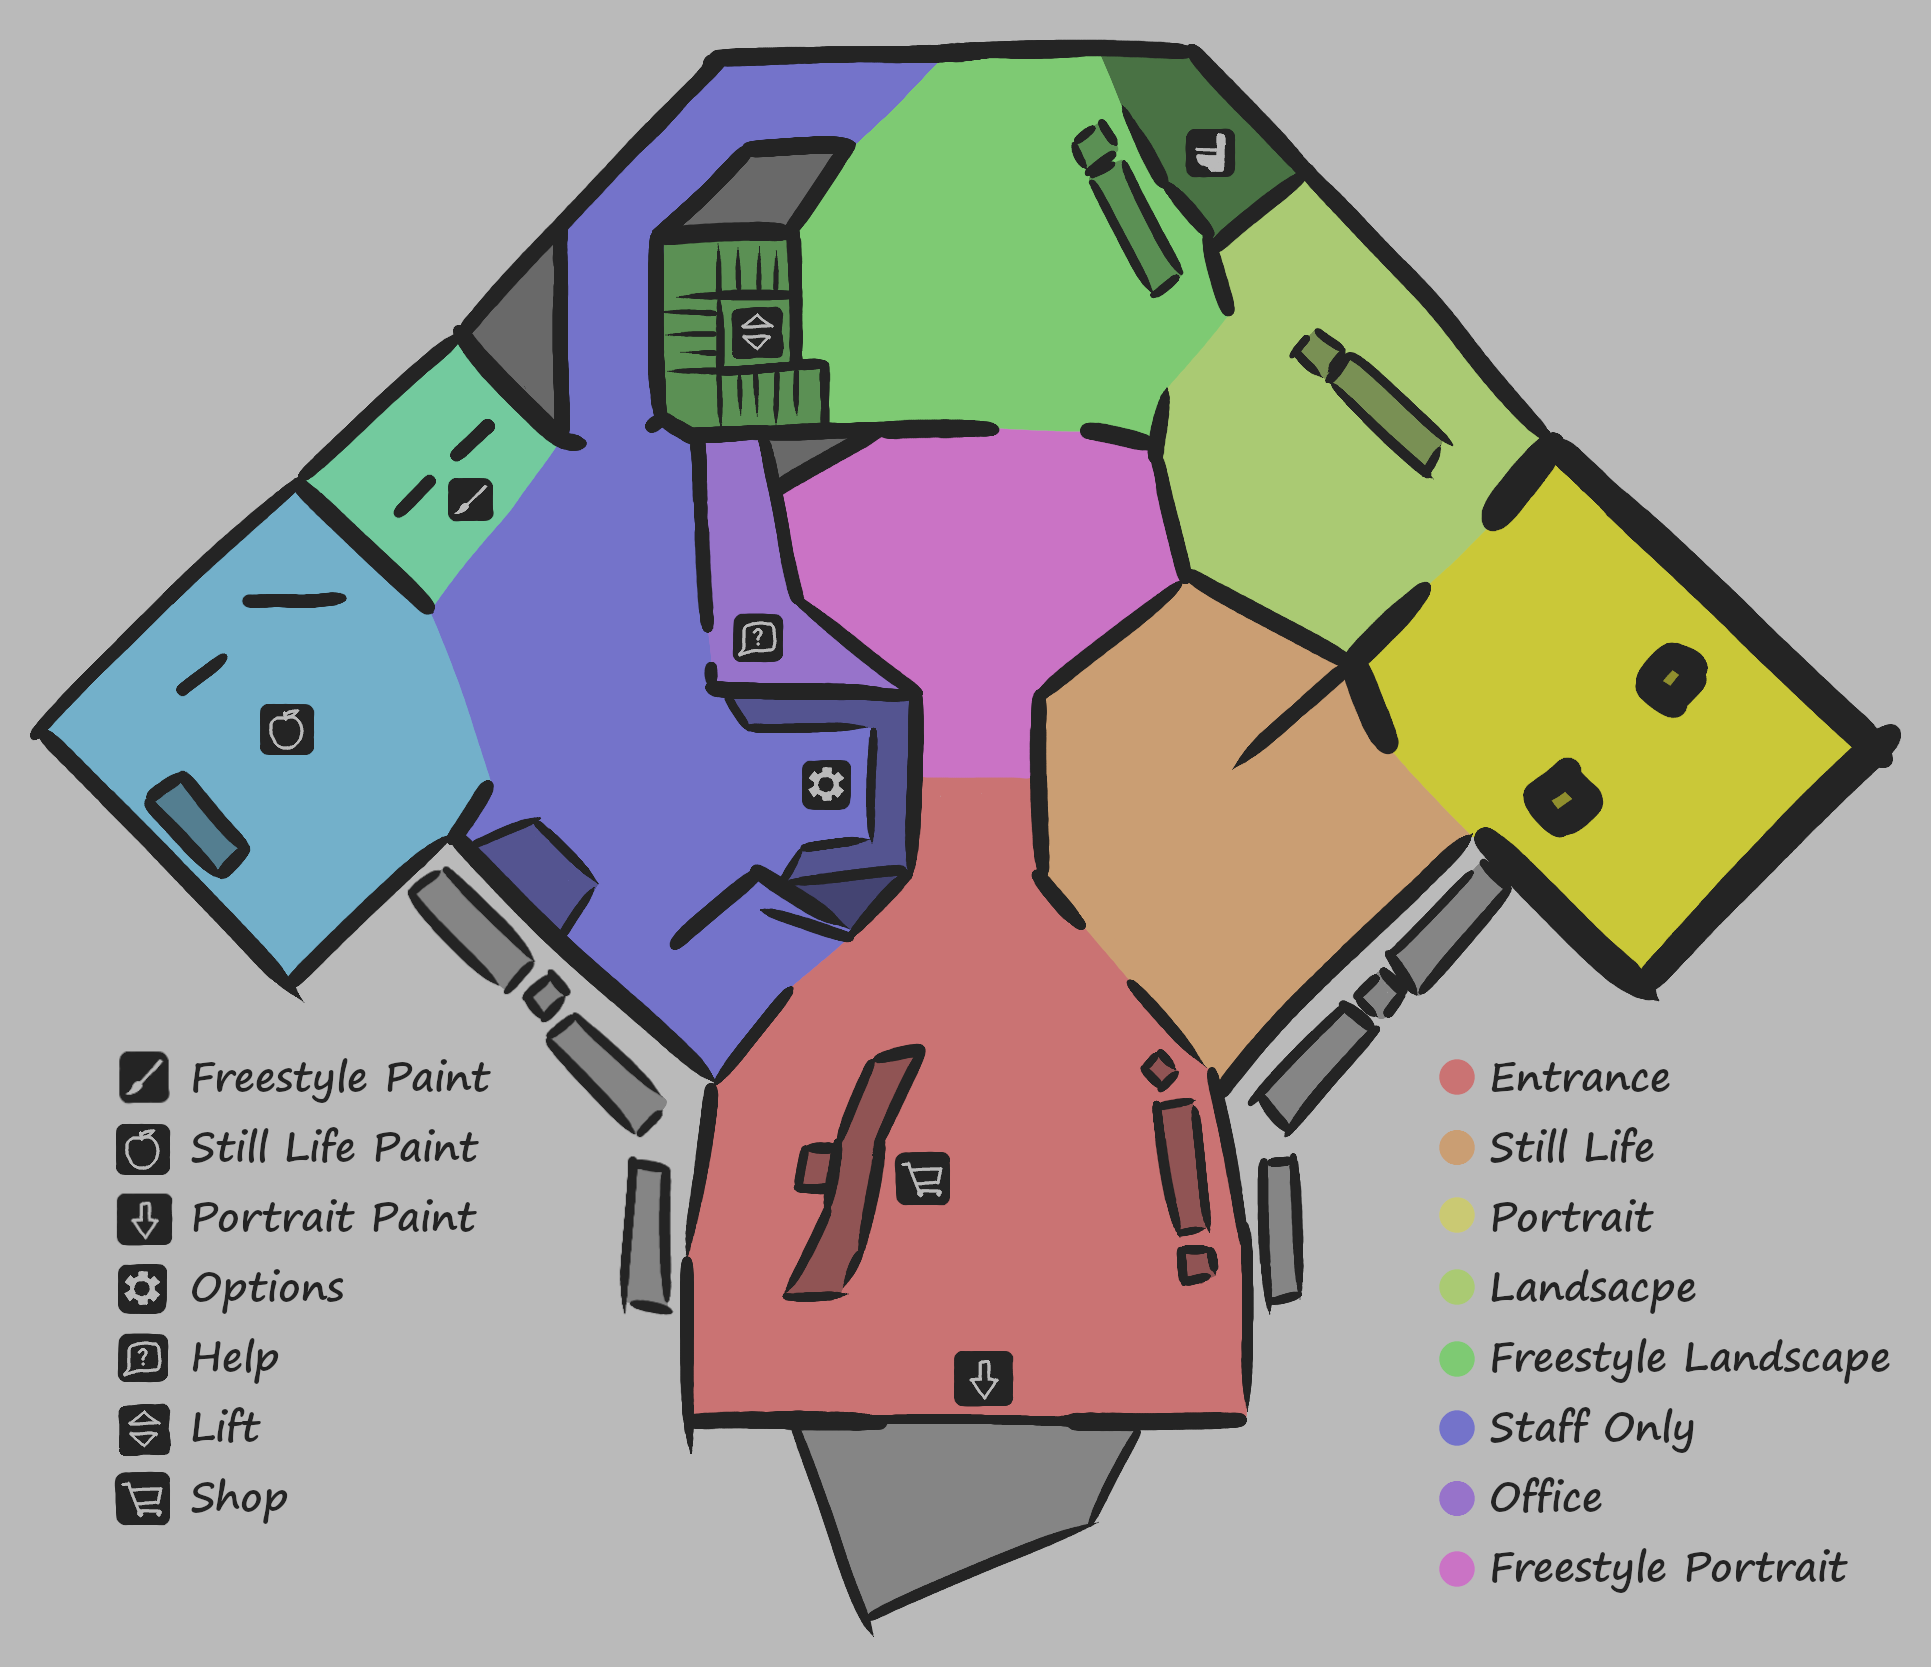 ?
Freestyle Paint
Still Life Paint
Portrait Paint
Options
? Help
Lift
Shop
Entrance
Still Life
Portrait
Landsacpe
Freestyle Landscape
Staff Only
Office
Freestyle Portrait